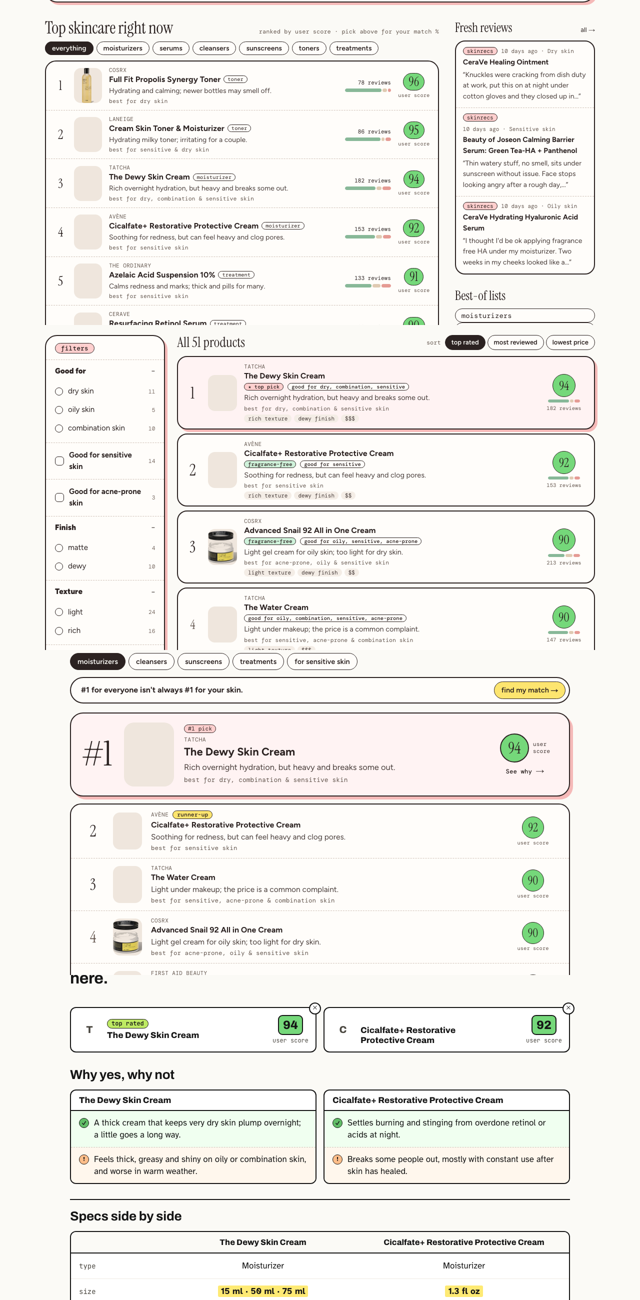 Top skincare right now
ranked by user score · pick above for your match %
everything
moisturizers
serums
cleansers
sunscreens
toners
treatments
1
COSRX
Full Fit Propolis Synergy Toner
toner
Hydrating and calming; newer bottles may smell off.
best for dry skin
78 reviews
96
user score
2
LANEIGE
Cream Skin Toner & Moisturizer
toner
Hydrating milky toner; irritating for a couple.
best for sensitive & dry skin
86 reviews
95
user score
3
TATCHA
The Dewy Skin Cream
moisturizer
Rich overnight hydration, but heavy and breaks some out.
best for dry, combination & sensitive skin
182 reviews
94
user score
4
AVÈNE
Cicalfate+ Restorative Protective Cream
moisturizer
Soothing for redness, but can feel heavy and clog pores.
best for sensitive skin
153 reviews
92
user score
5
THE ORDINARY
Azelaic Acid Suspension 10%
treatment
Calms redness and marks; thick and pills for many.
best for sensitive skin
133 reviews
91
user score
CERAVE
Resurfacing Retinol Serum
treatment
90
Fresh reviews
all →
skinrecs 10 days ago · Dry skin
CeraVe Healing Ointment
"Knuckles were cracking from dish duty
at work, put this on at night under
cotton gloves and they closed up in…"
skinrecs
10 days ago · Sensitive skin
Beauty of Joseon Calming Barrier
Serum: Green Tea-HA + Panthenol
"Thin watery stuff, no smell, sits under
sunscreen without issue. Face stops
looking angry after a rough day,…"
skinrecs 10 days ago · Oily skin
CeraVe Hydrating Hyaluronic Acid
Serum
"I thought I'd be ok applying fragrance
free HA under my moisturizer. Two
weeks in my cheeks looked like a…"
Best-of lists
moisturizers
filters
Good for
–
dry skin 11
oily skin 5
combination skin 10
Good for sensitive
skin
14
Good for acne-prone
skin
3
Finish
–
matte 4
dewy 10
Texture
–
light 24
rich 16
All 51 products
sort
top rated
most reviewed
lowest price
1
TATCHA
The Dewy Skin Cream
★ top pick
good for dry, combination, sensitive
Rich overnight hydration, but heavy and breaks some out.
best for dry, combination & sensitive skin
rich texture
dewy finish
$$$
94
182 reviews
2
AVÈNE
Cicalfate+ Restorative Protective Cream
fragrance-free
good for sensitive
Soothing for redness, but can feel heavy and clog pores.
best for sensitive skin
rich texture
dewy finish
$$
92
153 reviews
3
COSRX
Advanced Snail 92 All in One Cream
fragrance-free
good for oily, sensitive, acne-prone
Light gel cream for oily skin; too light for dry skin.
best for acne-prone, oily & sensitive skin
light texture
dewy finish
$$
90
213 reviews
4
TATCHA
The Water Cream
good for oily, combination, sensitive, acne-prone
Light under makeup; the price is a common complaint.
best for sensitive, acne-prone & combination skin
90
147 reviews
moisturizers
cleansers
sunscreens
treatments
for sensitive skin
#1 for everyone isn't always #1 for your skin.
find my match →
#1
#1 pick
TATCHA
The Dewy Skin Cream
Rich overnight hydration, but heavy and breaks some out.
best for dry, combination & sensitive skin
94
user
score
See why →
2
AVÈNE
runner-up
Cicalfate+ Restorative Protective Cream
Soothing for redness, but can feel heavy and clog pores.
best for sensitive skin
92
user score
3
TATCHA
The Water Cream
Light under makeup; the price is a common complaint.
best for sensitive, acne-prone & combination skin
90
user score
4
COSRX
Advanced Snail 92 All in One Cream
Light gel cream for oily skin; too light for dry skin.
best for acne-prone, oily & sensitive skin
90
user score
FIRST AID BEAUTY
here.
T
top rated
The Dewy Skin Cream
94
user score
C
Cicalfate+ Restorative
Protective Cream
92
user score
Why yes, why not
The Dewy Skin Cream
A thick cream that keeps very dry skin plump overnight;
a little goes a long way.
Feels thick, greasy and shiny on oily or combination skin,
and worse in warm weather.
Cicalfate+ Restorative Protective Cream
Settles burning and stinging from overdone retinol or
acids at night.
Breaks some people out, mostly with constant use after
skin has healed.
Specs side by side
The Dewy Skin Cream
Cicalfate+ Restorative Protective Cream
type
Moisturizer
Moisturizer
size
15 ml · 50 ml · 75 ml
1.3 fl oz